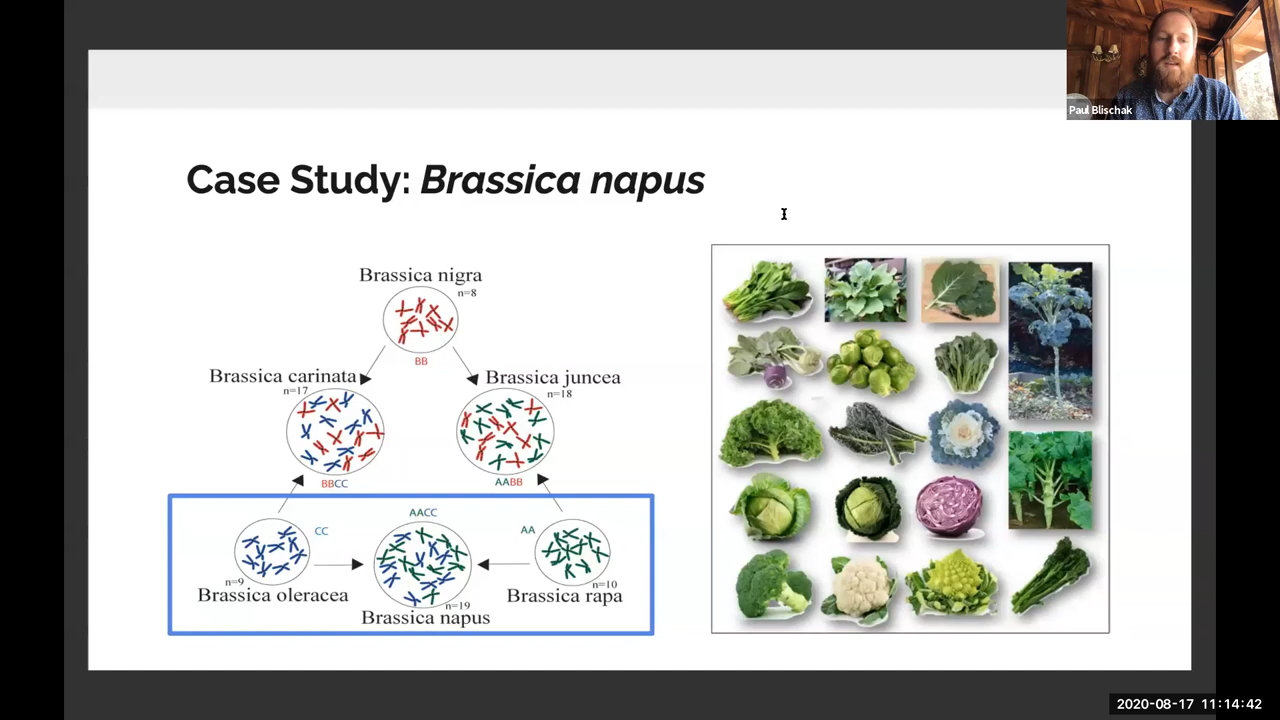 Paul Blischak
Case Study: Brassica napus
Brassica nigra
n=8
BB
Brassica carinata
n=17
BBCC
Brassica juncea
n=18
AABB
CC
n=9
Brassica oleracea
AACC
n=19
Brassica napus
AA
n=10
Brassica rapa
2020-08-17 11:14:42